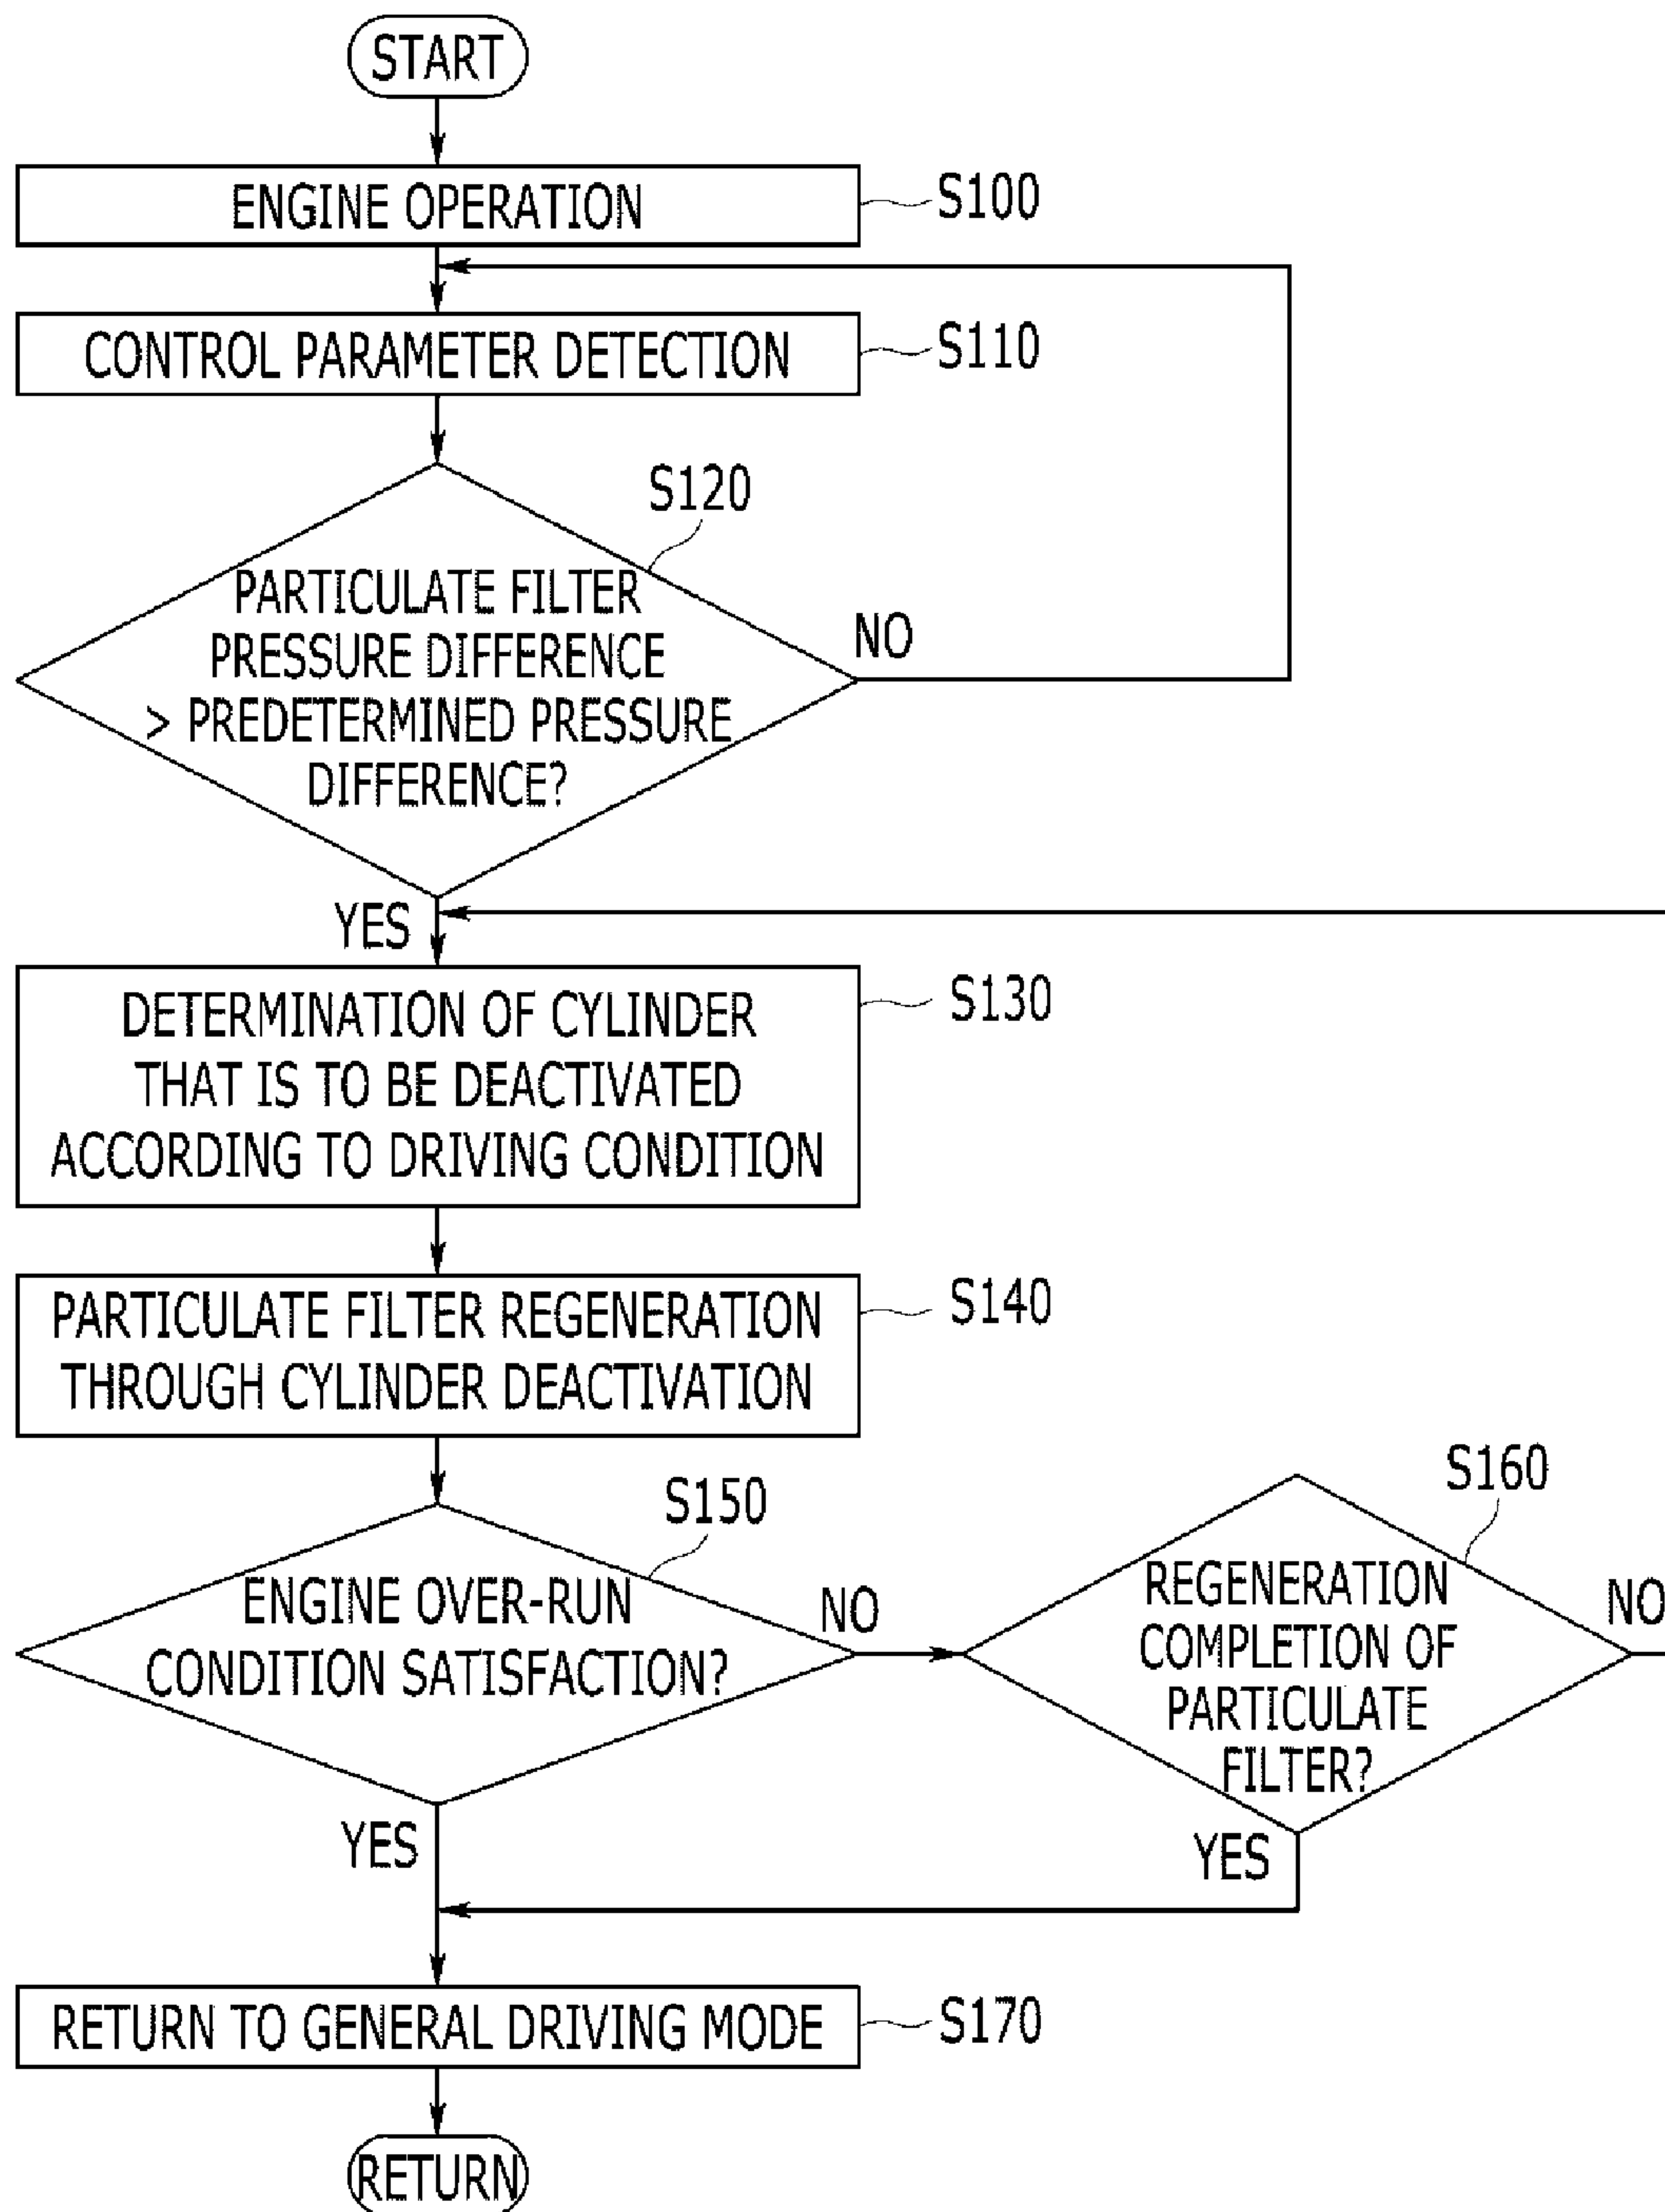 START
ENGINE OPERATION
S100
CONTROL PARAMETER DETECTION
S110
S120
PARTICULATE FILTER
PRESSURE DIFFERENCE
> PREDETERMINED PRESSURE
DIFFERENCE?
NO
YES
DETERMINATION OF CYLINDER
THAT IS TO BE DEACTIVATED
ACCORDING TO DRIVING CONDITION
S130
PARTICULATE FILTER REGENERATION
THROUGH CYLINDER DEACTIVATION
S140
S150
ENGINE OVER-RUN
CONDITION SATISFACTION?
NO
YES
S160
REGENERATION
COMPLETION OF
PARTICULATE
FILTER?
NO
YES
RETURN TO GENERAL DRIVING MODE
S170
RETURN